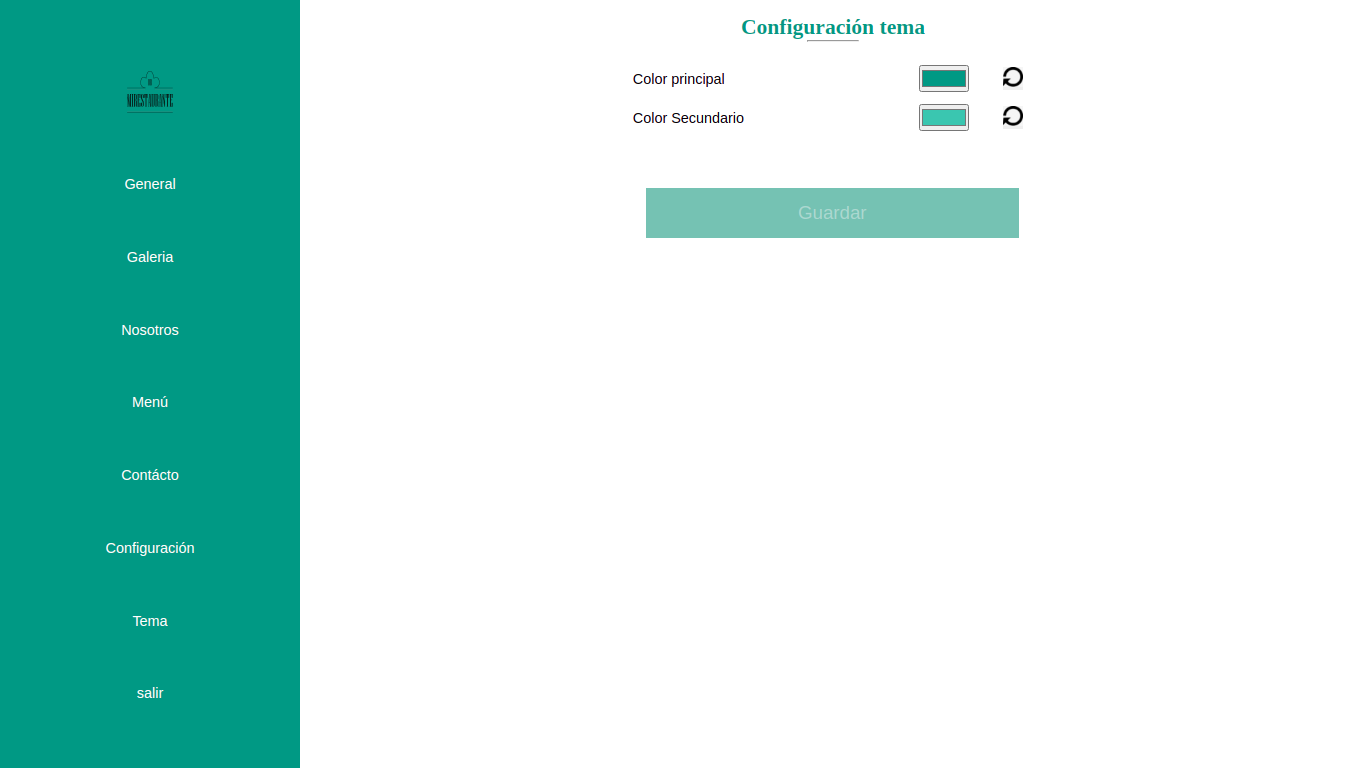 MIRESTAURANTE
General
Galeria
Nosotros
Menú
Contácto
Configuración
Tema
salir
Configuración tema
Color principal
Color Secundario
Guardar